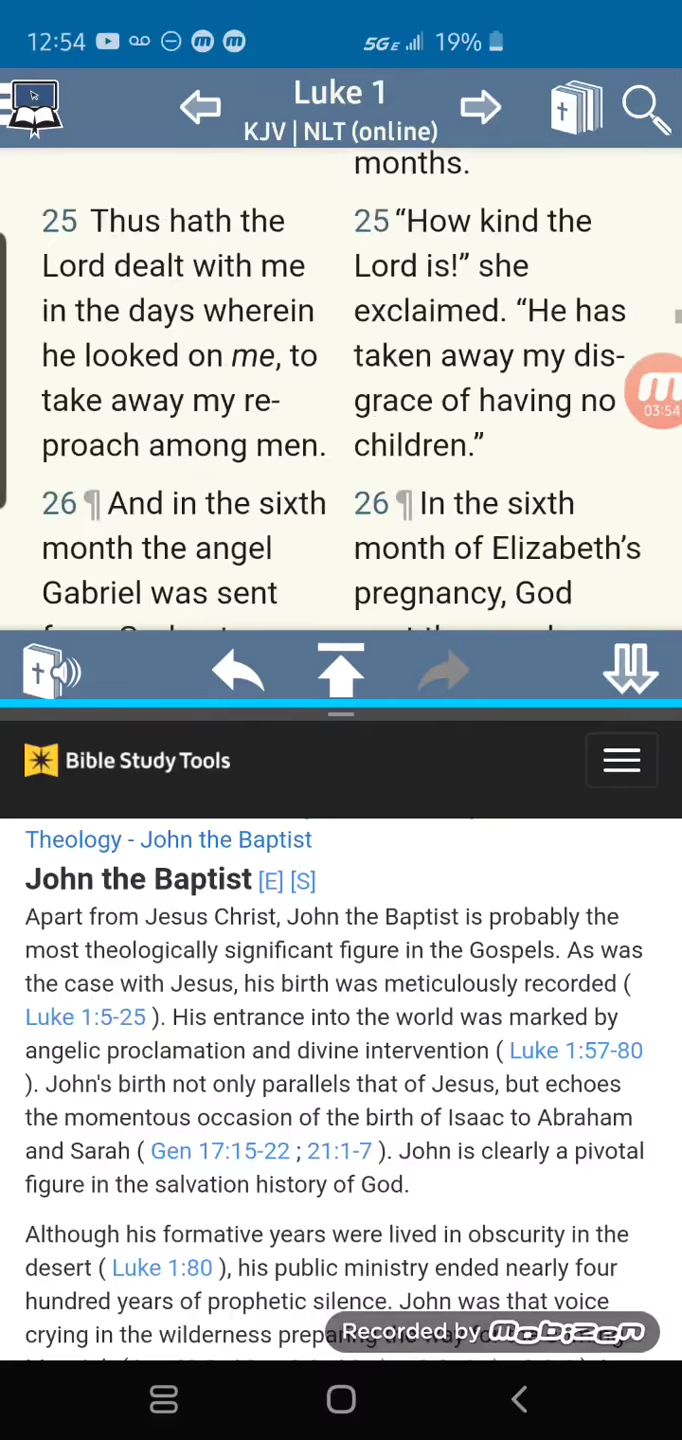 12:54 5GE 19%
Luke 1
KJV | NLT (online)
months.
25 Thus hath the
Lord dealt with me
in the days wherein
he looked on me, to
take away my re-
proach among men.
26 ¶ And in the sixth
month the angel
Gabriel was sent
25 “How kind the
Lord is!” she
exclaimed. “He has
taken away my dis-
grace of having no
children.”
26 ¶ In the sixth
month of Elizabeth’s
pregnancy, God
03:54
Bible Study Tools
Theology - John the Baptist
John the Baptist [E] [S]
Apart from Jesus Christ, John the Baptist is probably the
most theologically significant figure in the Gospels. As was
the case with Jesus, his birth was meticulously recorded (
Luke 1:5-25 ). His entrance into the world was marked by
angelic proclamation and divine intervention ( Luke 1:57-80
). John's birth not only parallels that of Jesus, but echoes
the momentous occasion of the birth of Isaac to Abraham
and Sarah ( Gen 17:15-22 ; 21:1-7 ). John is clearly a pivotal
figure in the salvation history of God.
Although his formative years were lived in obscurity in the
desert ( Luke 1:80 ), his public ministry ended nearly four
hundred years of prophetic silence. John was that voice
crying in the wilderness
Recorded by mobizen